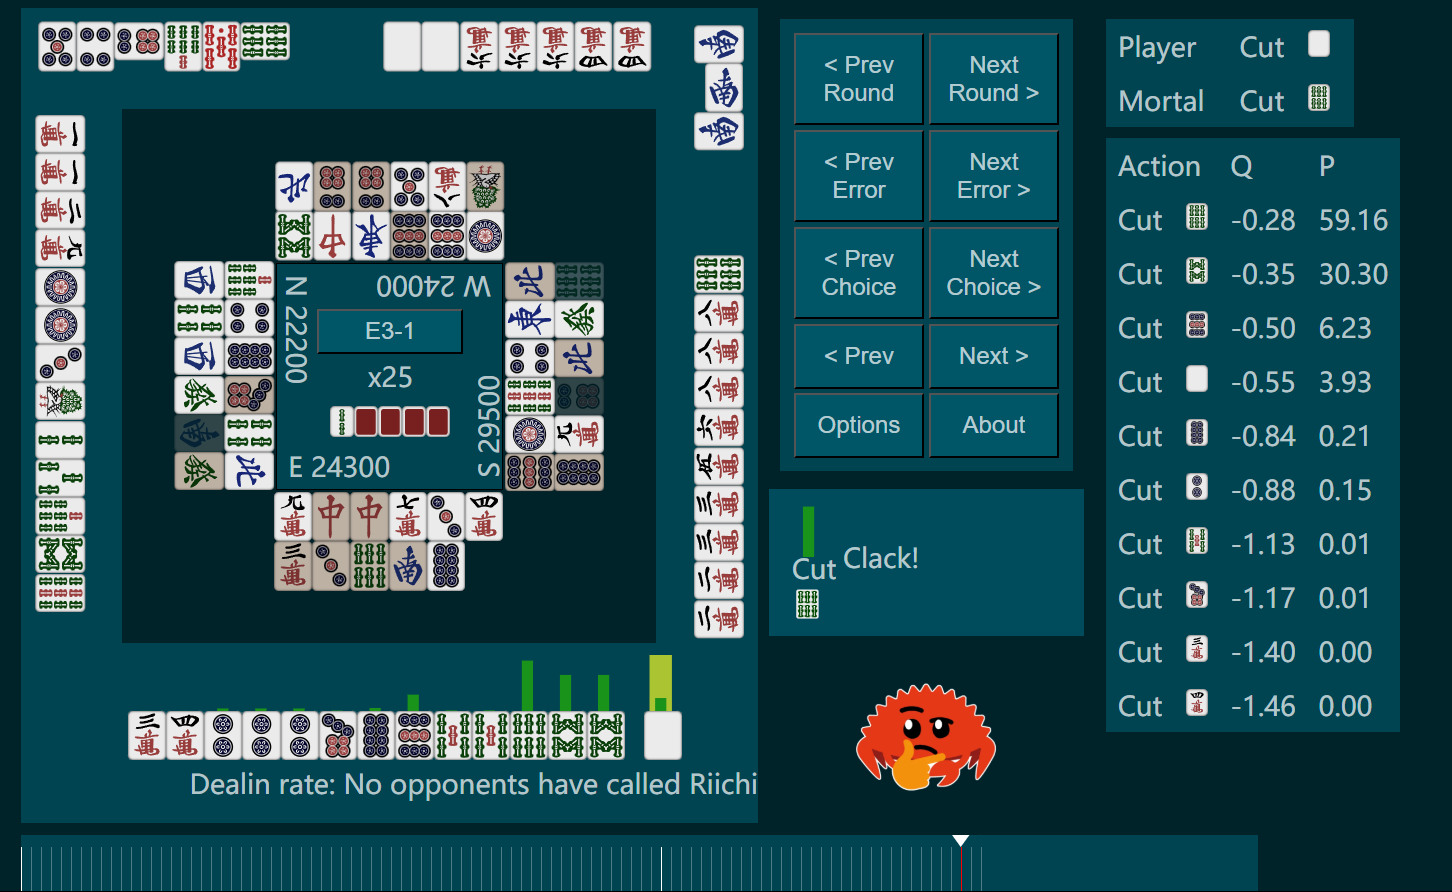 N 22200
W 24000
E3-1
x25
S 29500
E 24300
Dealin rate: No opponents have called Riichi
< Prev
Round
Next
Round >
< Prev
Error
Next
Error >
< Prev
Choice
Next
Choice >
< Prev
Next >
Options
About
Cut
Clack!
Player Cut
Mortal Cut
Action Q P
Cut -0.28 59.16
Cut -0.35 30.30
Cut -0.50 6.23
Cut -0.55 3.93
Cut -0.84 0.21
Cut -0.88 0.15
Cut -1.13 0.01
Cut -1.17 0.01
Cut -1.40 0.00
Cut -1.46 0.00